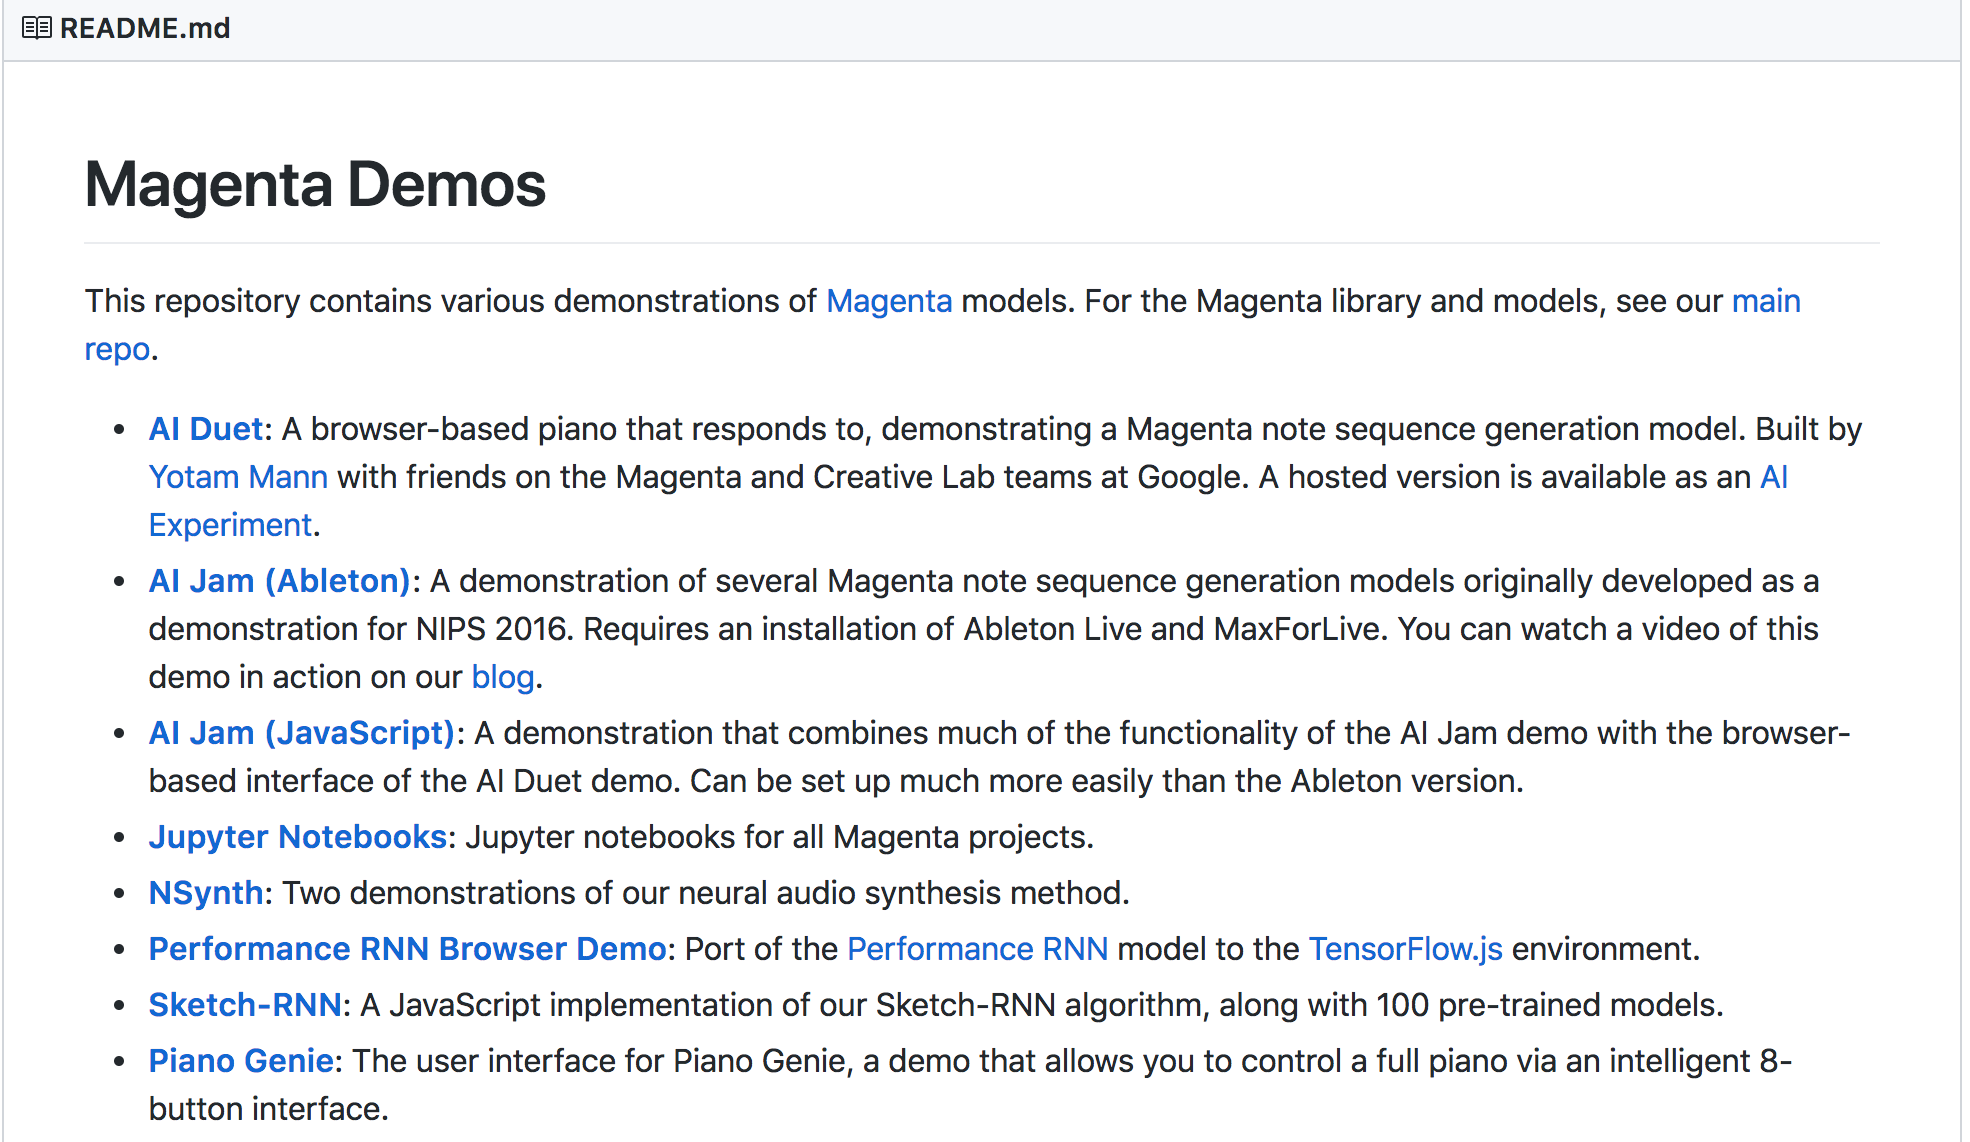 README.md
Magenta Demos
This repository contains various demonstrations of Magenta models. For the Magenta library and models, see our main
repo.
• AI Duet: A browser-based piano that responds to, demonstrating a Magenta note sequence generation model. Built by
Yotam Mann with friends on the Magenta and Creative Lab teams at Google. A hosted version is available as an AI
Experiment.
• AI Jam (Ableton): A demonstration of several Magenta note sequence generation models originally developed as a
demonstration for NIPS 2016. Requires an installation of Ableton Live and MaxForLive. You can watch a video of this
demo in action on our blog.
• AI Jam (JavaScript): A demonstration that combines much of the functionality of the AI Jam demo with the browser-
based interface of the AI Duet demo. Can be set up much more easily than the Ableton version.
• Jupyter Notebooks: Jupyter notebooks for all Magenta projects.
• NSynth: Two demonstrations of our neural audio synthesis method.
• Performance RNN Browser Demo: Port of the Performance RNN model to the TensorFlow.js environment.
• Sketch-RNN: A JavaScript implementation of our Sketch-RNN algorithm, along with 100 pre-trained models.
• Piano Genie: The user interface for Piano Genie, a demo that allows you to control a full piano via an intelligent 8-
button interface.